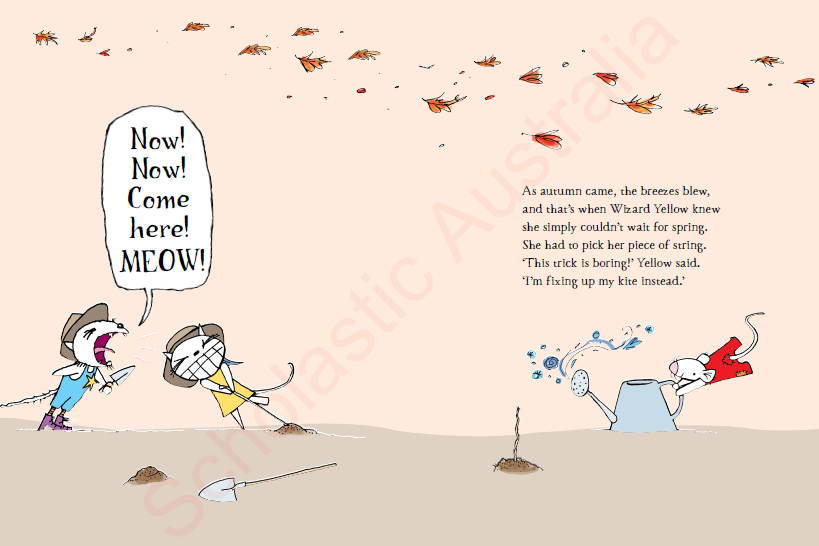 Now!
Now!
Come
here!
MEOW!
As autumn came, the breezes blew,
and that's when Wizard Yellow knew
she simply couldn't wait for spring.
She had to pick her piece of string.
‘This trick is boring!’ Yellow said.
‘I'm fixing up my kite instead.’
Scholastic Australia